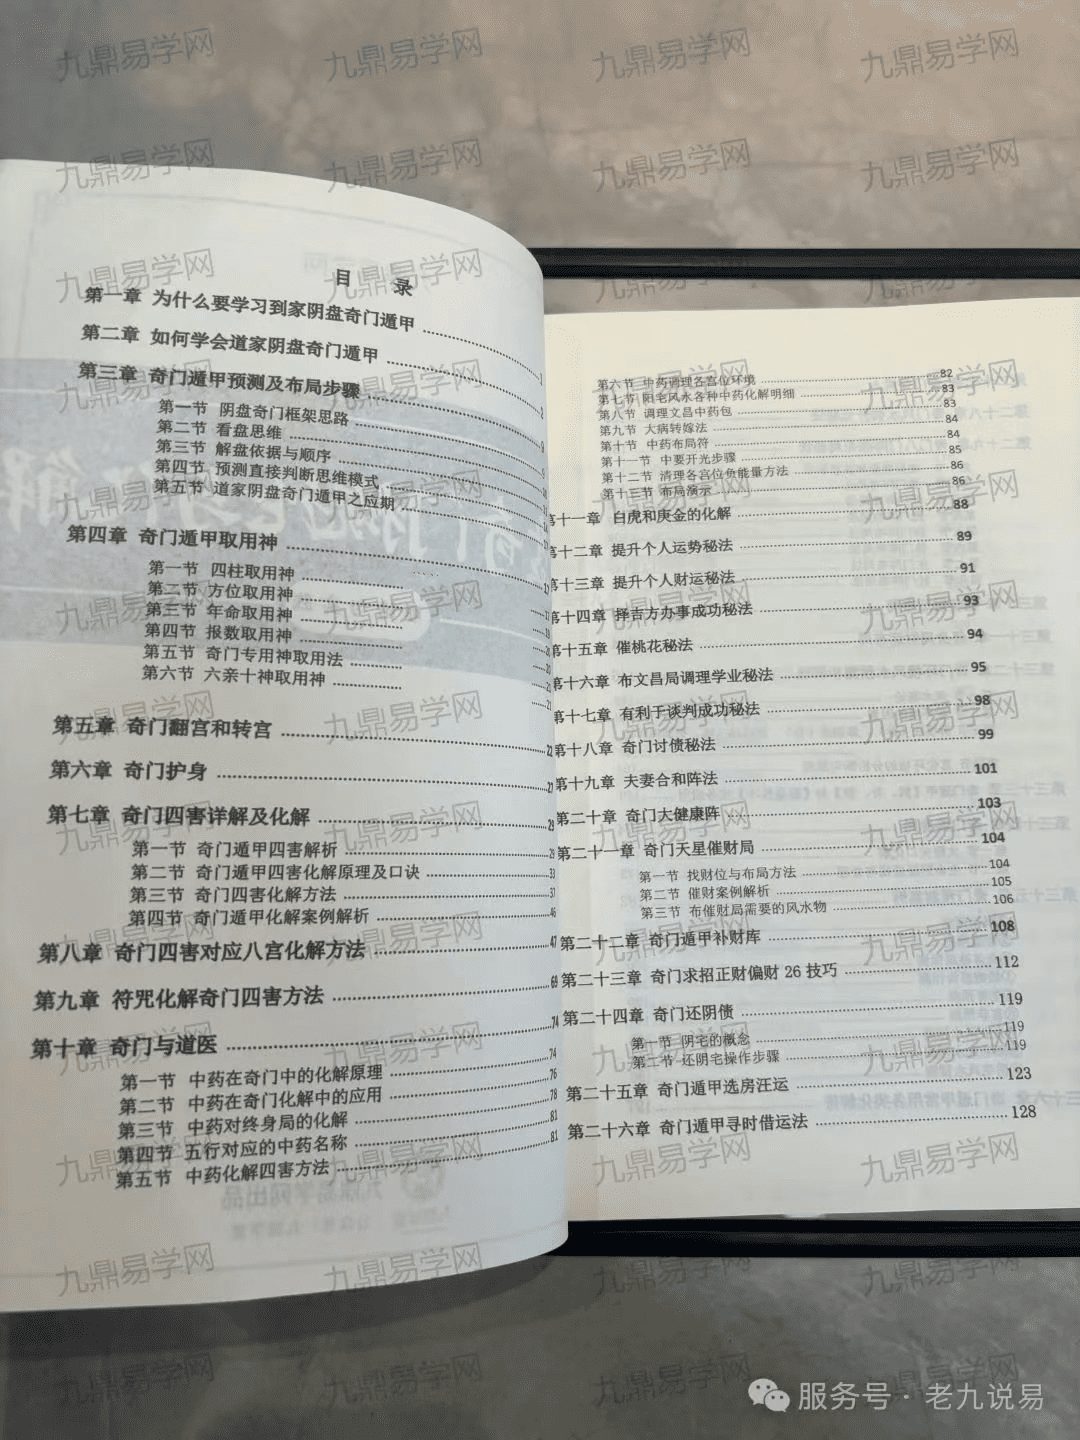 目 录
第一章 为什么要学习到家阴盘奇门遁甲
第二章 如何学会道家阴盘奇门遁甲 1
第三章 奇门遁甲预测及布局步骤
第一节 阴盘奇门框架思路
第二节 看盘思维
第三节 解盘依据与顺序
第四节 预测直接判断思维模式
第五节 道家阴盘奇门遁甲之应期
第四章 奇门遁甲取用神
第一节 四柱取用神
第二节 方位取用神
第三节 年命取用神
第四节 报数取用神
第五节 奇门专用神取用法
第六节 六亲十神取用神
第五章 奇门翻宫和转宫 22
第六章 奇门护身 27
第七章 奇门四害详解及化解 29
第一节 奇门遁甲四害解析 29
第二节 奇门遁甲四害化解原理及口诀 33
第三节 奇门四害化解方法 37
第四节 奇门遁甲化解案例解析 46
第八章 奇门四害对应八宫化解方法 47
第九章 符咒化解奇门四害方法 69
第十章 奇门与道医 74
第一节 中药在奇门中的化解原理 74
第二节 中药在奇门化解中的应用 76
第三节 中药对终身局的化解 78
第四节 五行对应的中药名称 81
第五节 中药化解四害方法 81
第六节 中药调理各宫位环境 82
第七节 阳宅风水各种中药化解明细 83
第八节 调理文昌中药包 83
第九节 大病转嫁法 84
第十节 中药布局符 84
第十一节 中要开光步骤 85
第十二节 清理各宫位负能量方法 86
第十三节 布局演示 86
第十一章 白虎和庚金的化解 88
第十二章 提升个人运势秘法 89
第十三章 提升个人财运秘法 91
第十四章 择吉方办事成功秘法 93
第十五章 催桃花秘法 94
第十六章 布文昌局调理学业秘法 95
第十七章 有利于谈判成功秘法 98
第十八章 奇门讨债秘法 99
第十九章 夫妻合和阵法 101
第二十章 奇门大健康阵 103
第二十一章 奇门天星催财局 104
第一节 找财位与布局方法 104
第二节 催财案例解析 105
第三节 布催财局需要的风水物 106
第二十二章 奇门遁甲补财库 108
第二十三章 奇门求招正财偏财 26 技巧 112
第二十四章 奇门还阴债 119
第一节 阴宅的概念 119
第二节 还阴宅操作步骤 119
第二十五章 奇门遁甲选房汪运 123
第二十六章 奇门遁甲寻时借运法 128
九鼎易学网
服务号·老九说易